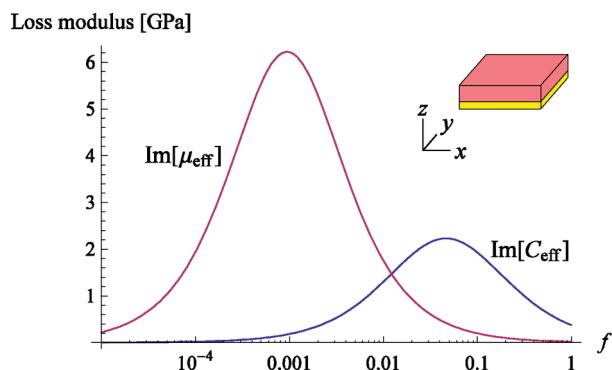 Loss modulus [GPa]
6
5
4
3
2
1
Im[μeff]
Im[Ceff]
z
y
x
10⁻⁴
0.001
0.01
0.1
1
f